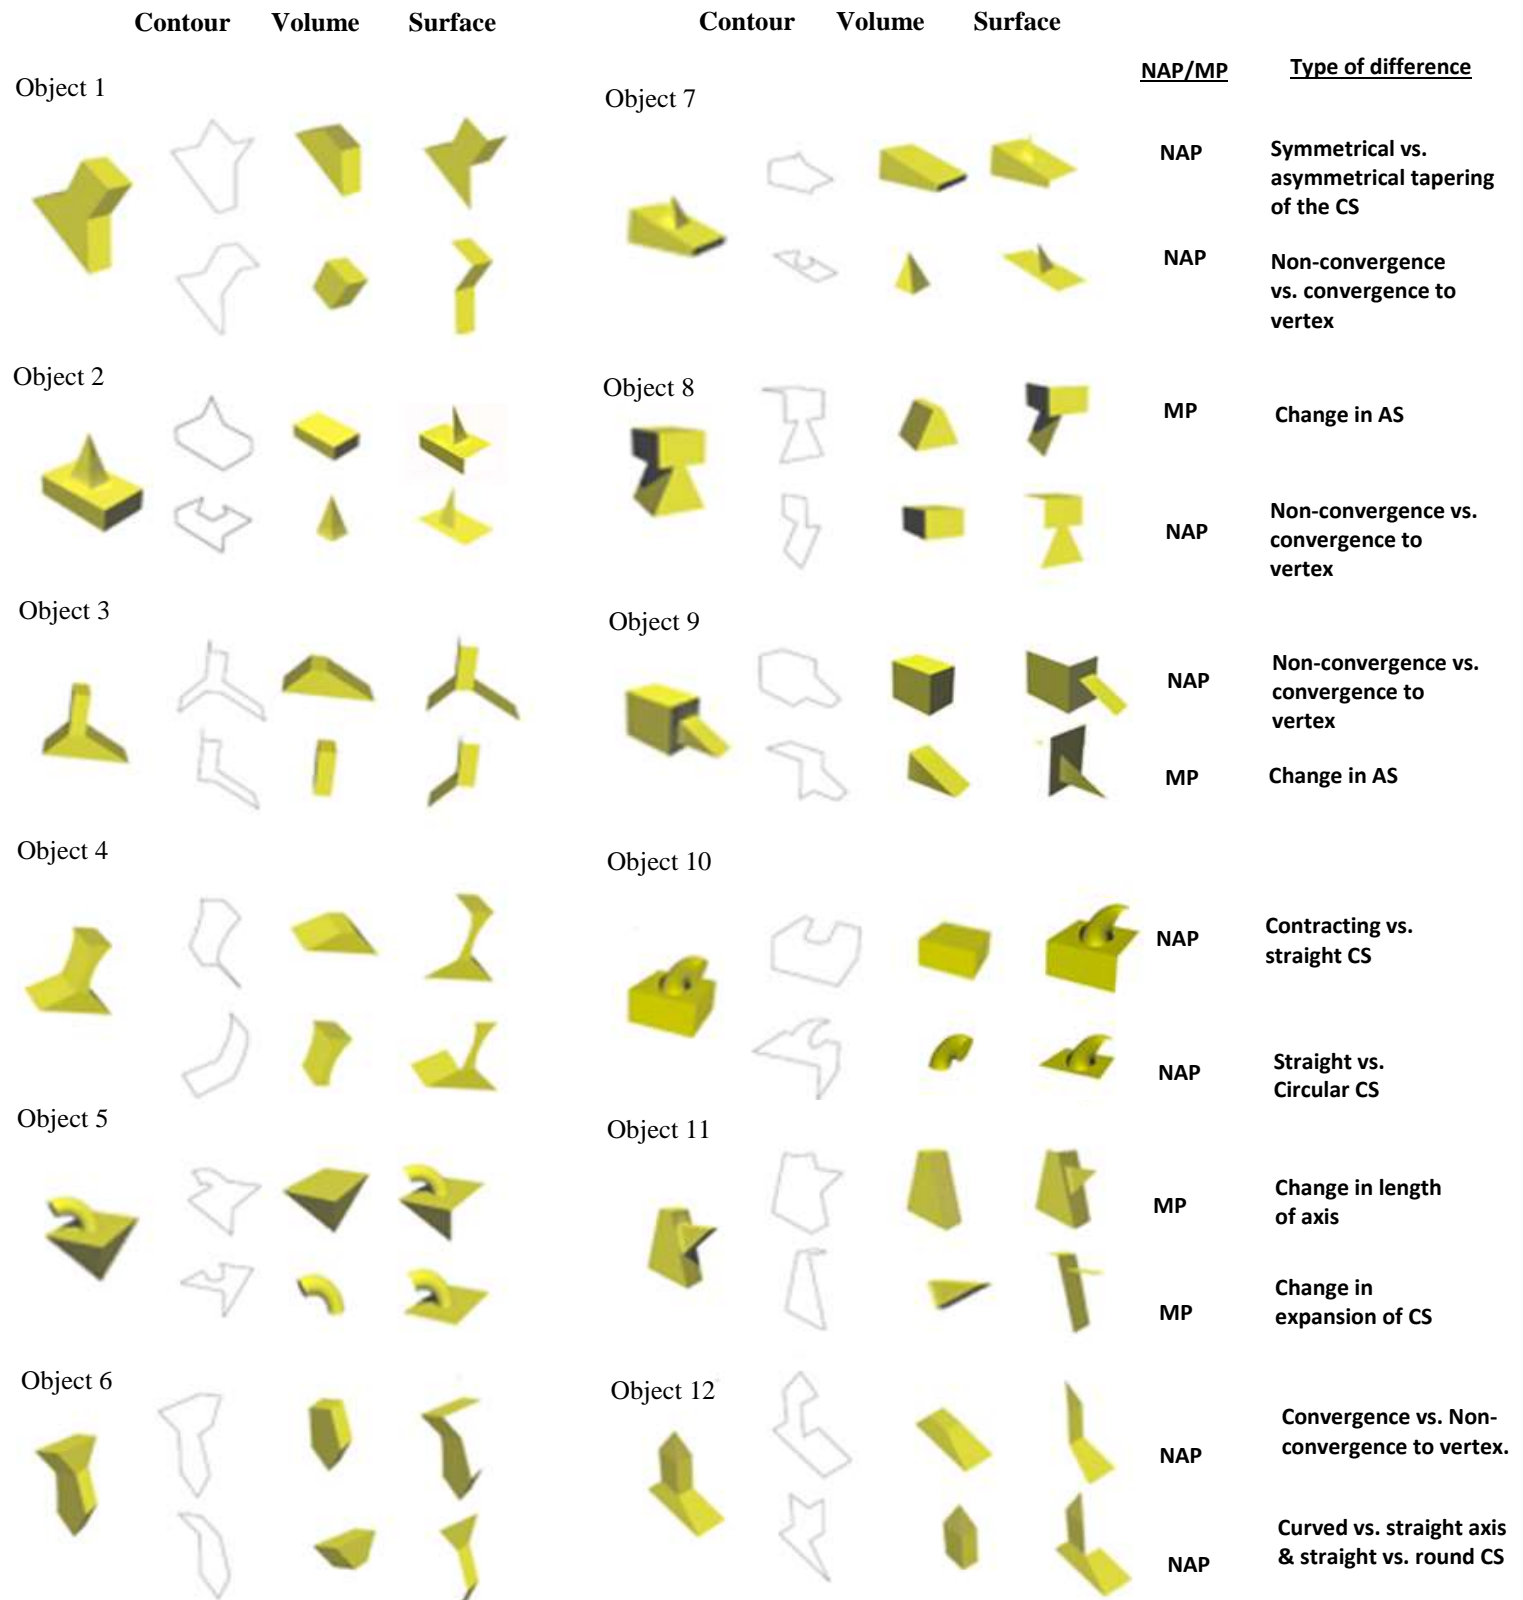 Contour Volume Surface Contour Volume Surface
NAP/MP Type of difference
Object 1
Object 7
NAP Symmetrical vs.
asymmetrical tapering
of the CS
NAP Non-convergence
vs. convergence to
vertex
Object 2
Object 8
MP Change in AS
NAP Non-convergence vs.
convergence to
vertex
Object 3
Object 9
NAP Non-convergence vs.
convergence to
vertex
MP Change in AS
Object 4
Object 10
NAP Contracting vs.
straight CS
NAP Straight vs.
Circular CS
Object 5
Object 11
MP Change in length
of axis
MP Change in
expansion of CS
Object 6
Object 12
NAP Convergence vs. Non-
convergence to vertex.
NAP Curved vs. straight axis
& straight vs. round CS